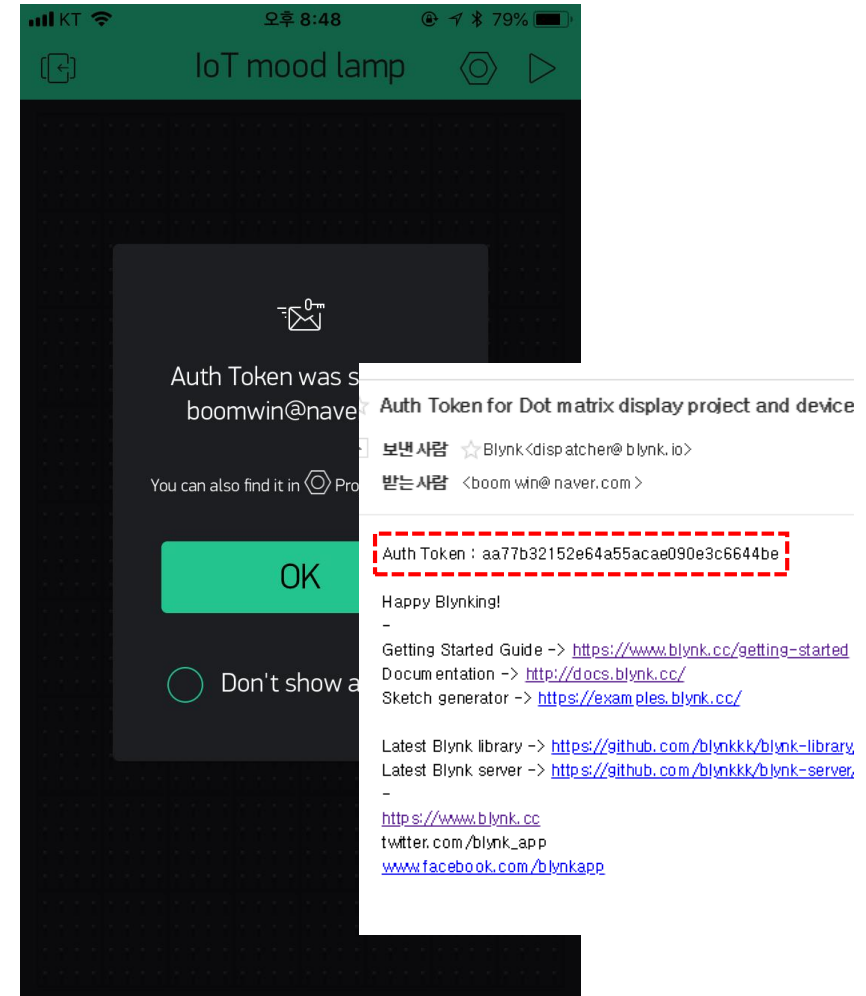 KT 오후 8:48 79%
IoT mood lamp
Auth Token was s
boomwin@nave
You can also find it in Pro
OK
Don't show a
Auth Token for Dot matrix display project and device
보낸사람 Blynk<dispatcher@blynk.io>
받는사람 <boomwin@naver.com>
Auth Token : aa77b32152e64a55acae090e3c6644be
Happy Blynking!
-
Getting Started Guide -> https://www.blynk.cc/getting-started
Documentation -> http://docs.blynk.cc/
Sketch generator -> https://examples.blynk.cc/
Latest Blynk library -> https://github.com/blynkkk/blynk-library/
Latest Blynk server -> https://github.com/blynkkk/blynk-server/
-
https://www.blynk.cc
twitter.com/blynk_app
www.facebook.com/blynkapp